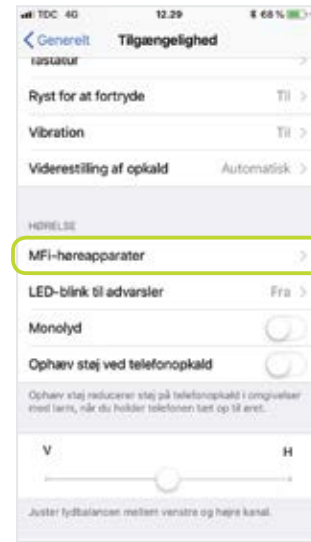 TDC 4G 12.29 68 %
Generelt Tilgængelighed
Tastatur
Ryst for at fortryde Til
Vibration Til
Viderestilling af opkald Automatisk
HØRELSE
MFi-høreapparater
LED-blink til advarsler Fra
Monolyd
Ophæv støj ved telefonopkald
Ophæv støj reducerer støj på telefonopkald i omgivelser
med larm, når du holder telefonen tæt op til øret.
V H
Juster lydbalancen mellem venstre og højre kanal.